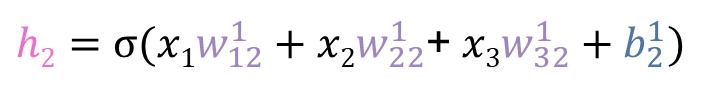 h₂ = σ(x₁w¹₁₂ + x₂w¹₂₂+ x₃w¹₃₂ + b¹₂)